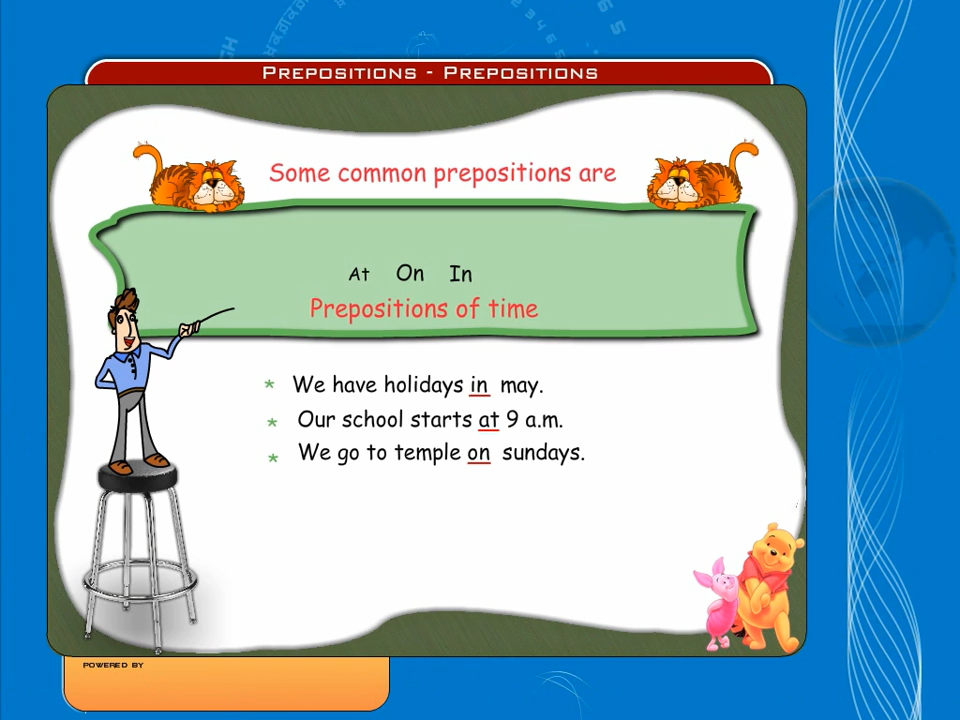 PREPOSITIONS - PREPOSITIONS
Some common prepositions are
At On In
Prepositions of time
* We have holidays in may.
* Our school starts at 9 a.m.
* We go to temple on sundays.
POWERED BY